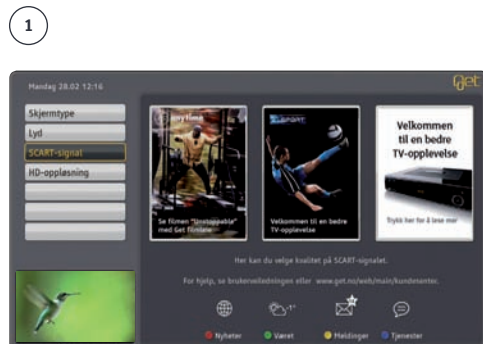 1
Mandag 28.02 12:16
Get
Skjermtype
Lyd
SCART-signal
HD-oppløsning
anytime
Se filmen "Unstoppable"
med Get filmleie
SPORT
Velkommen til en bedre
TV-opplevelse
Velkommen
til en bedre
TV-opplevelse
Trykk her for å lese mer
Her kan du velge kvalitet på SCART-signalet.
For hjelp, se brukerveiledningen eller www.get.no/web/main/kundesenter.
-1°
Nyheter
Været
Meldinger
Tjenester